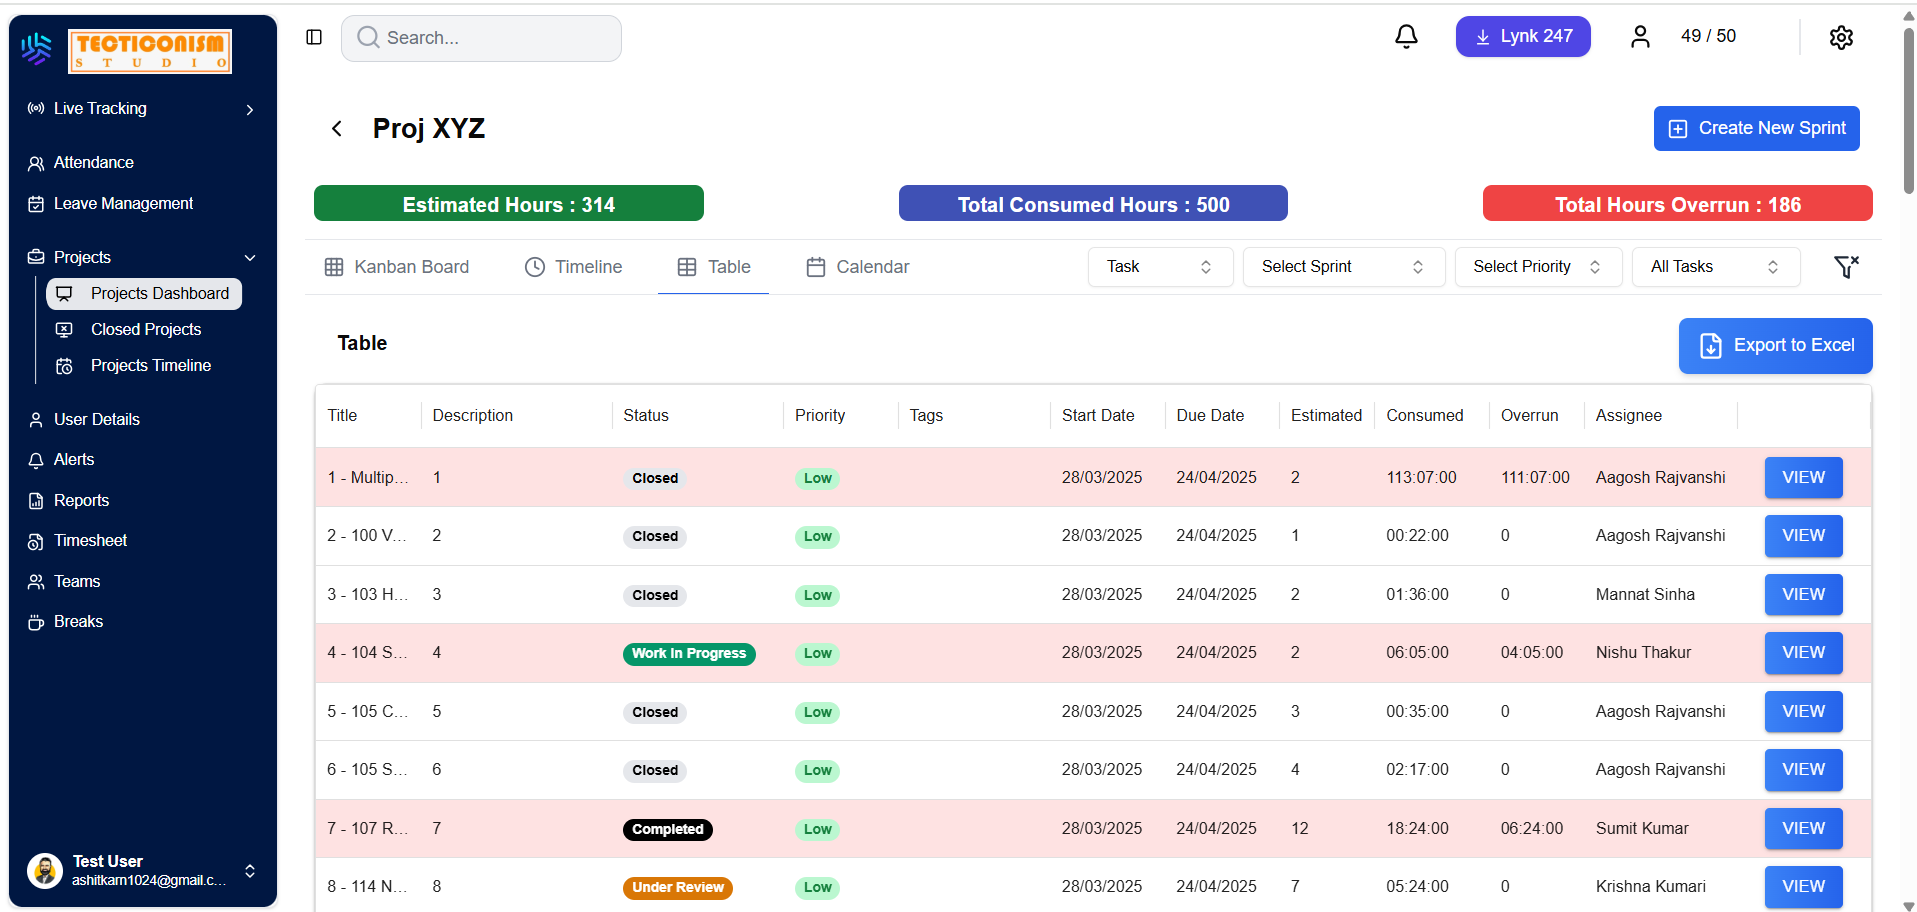 TECTICONISM
STUDIO
Search...
Lynk 247
49 / 50
Live Tracking
Attendance
Leave Management
Projects
Projects Dashboard
Closed Projects
Projects Timeline
User Details
Alerts
Reports
Timesheet
Teams
Breaks
Test User
ashitkarn1024@gmail.c...
Proj XYZ
Create New Sprint
Estimated Hours : 314
Total Consumed Hours : 500
Total Hours Overrun : 186
Kanban Board
Timeline
Table
Calendar
Task
Select Sprint
Select Priority
All Tasks
Table
Export to Excel
Title Description Status Priority Tags Start Date Due Date Estimated Consumed Overrun Assignee
1 - Multip... 1 Closed Low 28/03/2025 24/04/2025 2 113:07:00 111:07:00 Aagosh Rajvanshi VIEW
2 - 100 V... 2 Closed Low 28/03/2025 24/04/2025 1 00:22:00 0 Aagosh Rajvanshi VIEW
3 - 103 H... 3 Closed Low 28/03/2025 24/04/2025 2 01:36:00 0 Mannat Sinha VIEW
4 - 104 S... 4 Work In Progress Low 28/03/2025 24/04/2025 2 06:05:00 04:05:00 Nishu Thakur VIEW
5 - 105 C... 5 Closed Low 28/03/2025 24/04/2025 3 00:35:00 0 Aagosh Rajvanshi VIEW
6 - 105 S... 6 Closed Low 28/03/2025 24/04/2025 4 02:17:00 0 Aagosh Rajvanshi VIEW
7 - 107 R... 7 Completed Low 28/03/2025 24/04/2025 12 18:24:00 06:24:00 Sumit Kumar VIEW
8 - 114 N... 8 Under Review Low 28/03/2025 24/04/2025 7 05:24:00 0 Krishna Kumari VIEW